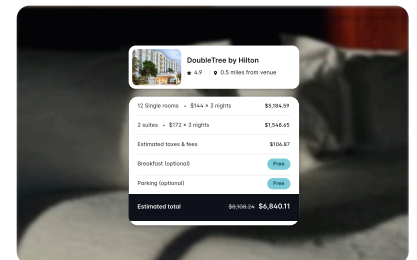 DoubleTree by Hilton
★ 4.9 0.5 miles from venue
12 Single rooms • $144 × 3 nights $5,184.59
2 suites • $172 × 3 nights $1,548.65
Estimated taxes & fees $106.87
Breakfast (optional) Free
Parking (optional) Free
Estimated total $8,108.24 $6,840.11